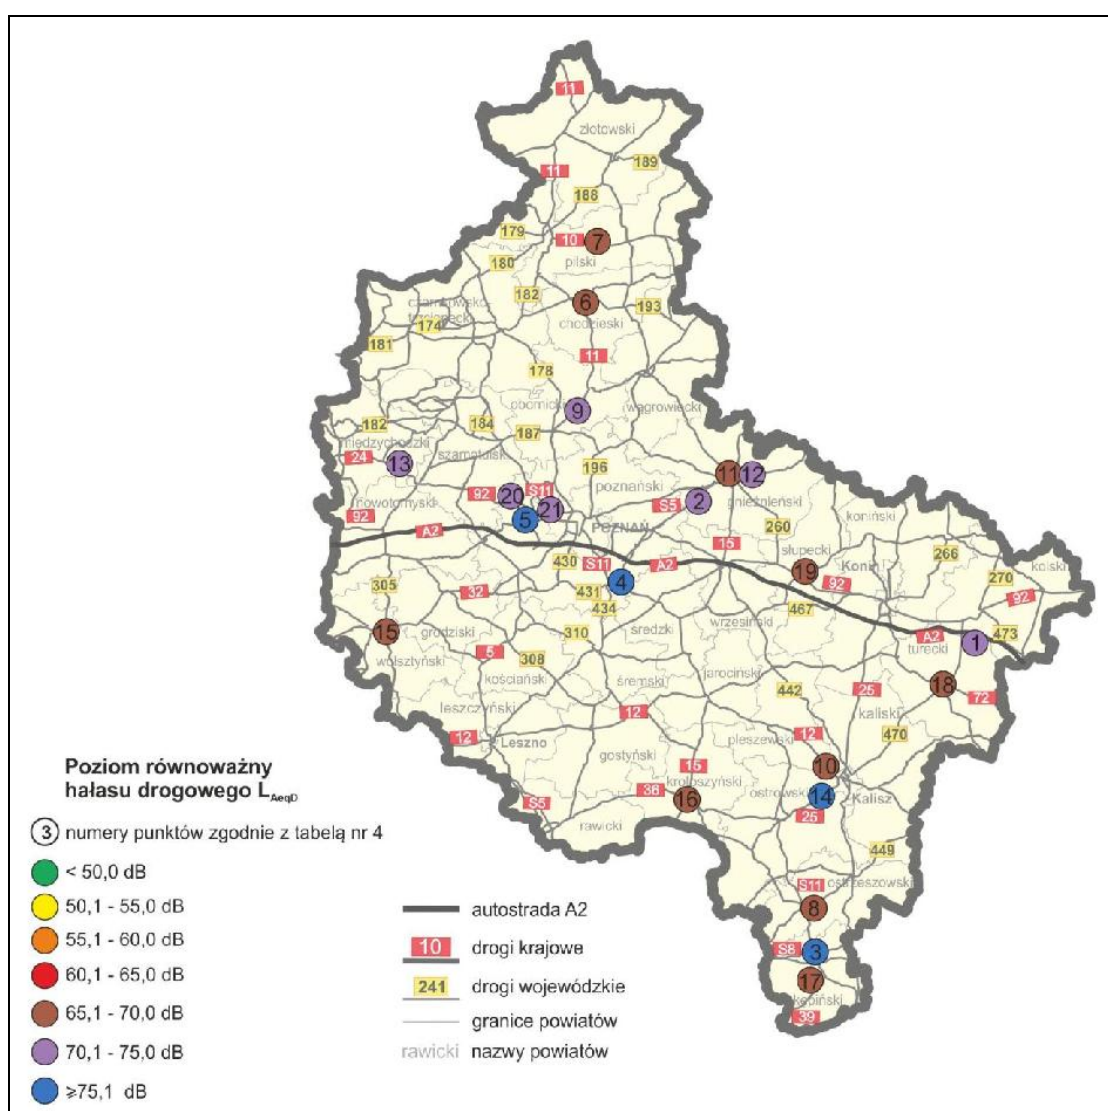 11
złotowski
189
11
188
179
10
7
pilski
180
182
6
193
czarnkowsko-
trzcianecki
174
chodzieski
181
11
178
obornicki
9
wągrowiecki
182
184
187
międzychodzki
24
13
szamotulski
196
11
12
poznański
gnieźnieński
nowotomyski
92
20
S11
S5
2
92
5
21
POZNAŃ
260
koniński
A2
15
słupecki
266
430
S11
A2
19
Konin
270
kolski
305
32
431
4
92
92
434
467
15
grodziski
310
średzki
wrzesiński
A2
1
473
wolsztyński
5
308
turecki
kościański
śremski
jarociński
442
25
18
72
leszczyński
12
kaliski
12
Leszno
pleszewski
12
470
gostyński
15
10
krotoszyński
36
16
ostrowski
14
Kalisz
S5
rawicki
25
449
S11
ostrzeszowski
8
S8
3
17
kępiński
39
Poziom równoważny
hałasu drogowego LAeqD
3 numery punktów zgodnie z tabelą nr 4
< 50,0 dB
50,1 - 55,0 dB
55,1 - 60,0 dB
60,1 - 65,0 dB
65,1 - 70,0 dB
70,1 - 75,0 dB
⩾75,1 dB
autostrada A2
10 drogi krajowe
241 drogi wojewódzkie
granice powiatów
rawicki nazwy powiatów